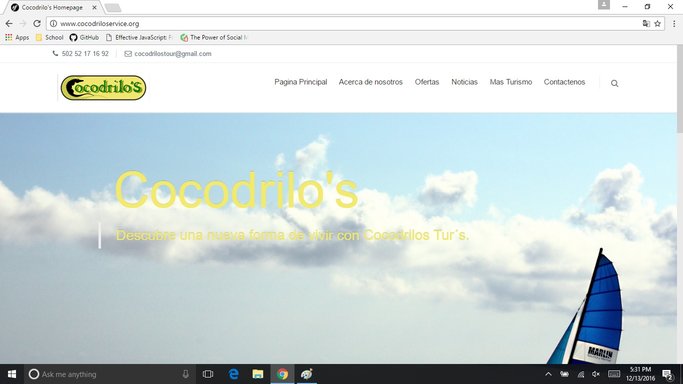 Cocodrilo's Homepage
www.cocodriloservice.org
Apps School GitHub Effective JavaScript: F The Power of Social M
502 52 17 16 92 cocodrilostour@gmail.com
Cocodrilo'S
Pagina Principal Acerca de nosotros Ofertas Noticias Mas Turismo Contactenos
Cocodrilo's
Descubre una nueva forma de vivir con Cocodrilos Tur´s.
MARLIN
Ask me anything
5:31 PM
12/13/2016
2